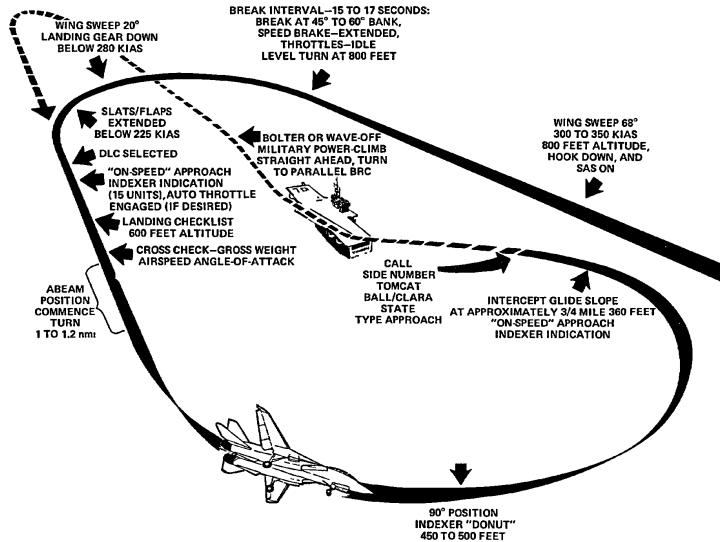 BREAK INTERVAL—15 TO 17 SECONDS:
BREAK AT 45° TO 60° BANK,
SPEED BRAKE—EXTENDED,
THROTTLES—IDLE
LEVEL TURN AT 800 FEET
WING SWEEP 20°
LANDING GEAR DOWN
BELOW 280 KIAS
WING SWEEP 68°
300 TO 350 KIAS
800 FEET ALTITUDE,
HOOK DOWN, AND
SAS ON
SLATS/FLAPS
EXTENDED
BELOW 225 KIAS
BOLTER OR WAVE-OFF
MILITARY POWER-CLIMB
STRAIGHT AHEAD, TURN
TO PARALLEL BRC
DLC SELECTED
"ON-SPEED" APPROACH
INDEXER INDICATION
(15 UNITS), AUTO THROTTLE
ENGAGED (IF DESIRED)
LANDING CHECKLIST
600 FEET ALTITUDE
CROSS CHECK—GROSS WEIGHT
AIRSPEED ANGLE-OF-ATTACK
ABEAM
POSITION
COMMENCE
TURN
1 TO 1.2 nmi
CALL
SIDE NUMBER
TOMCAT
BALL/CLARA
STATE
TYPE APPROACH
INTERCEPT GLIDE SLOPE
AT APPROXIMATELY 3/4 MILE 360 FEET
"ON-SPEED" APPROACH
INDEXER INDICATION
90° POSITION
INDEXER "DONUT"
450 TO 500 FEET